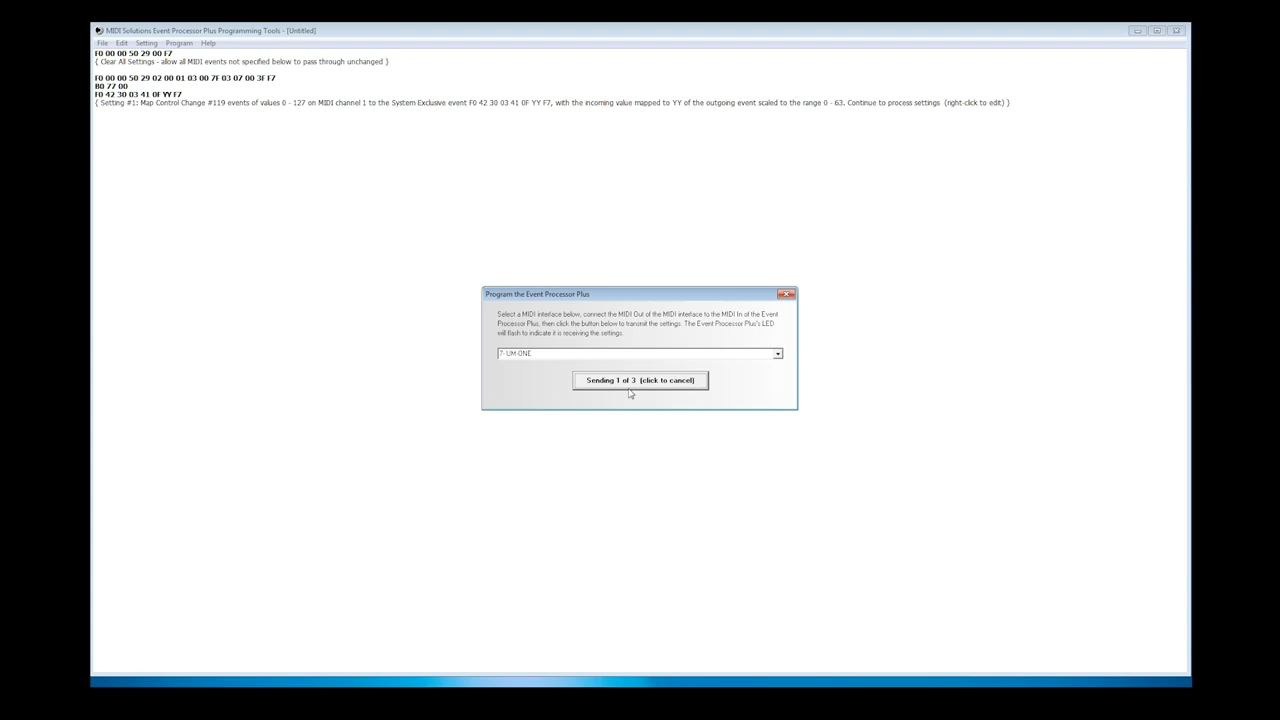 MIDI Solutions Event Processor Plus Programming Tools - [Untitled]
File Edit Setting Program Help
F0 00 00 50 29 00 F7
{ Clear All Settings - allow all MIDI events not specified below to pass through unchanged }
F0 00 00 50 29 02 00 01 03 00 7F 03 07 00 3F F7
B0 77 00
F0 42 30 03 41 0F YY F7
{ Setting #1: Map Control Change #119 events of values 0 - 127 on MIDI channel 1 to the System Exclusive event F0 42 30 03 41 0F YY F7, with the incoming value mapped to YY of the outgoing event scaled to the range 0 - 63. Continue to process settings (right-click to edit) }
Program the Event Processor Plus
Select a MIDI interface below, connect the MIDI Out of the MIDI interface to the MIDI In of the Event
Processor Plus, then click the button below to transmit the settings. The Event Processor Plus's LED
will flash to indicate it is receiving the settings.
7- UM-ONE
Sending 1 of 3 (click to cancel)